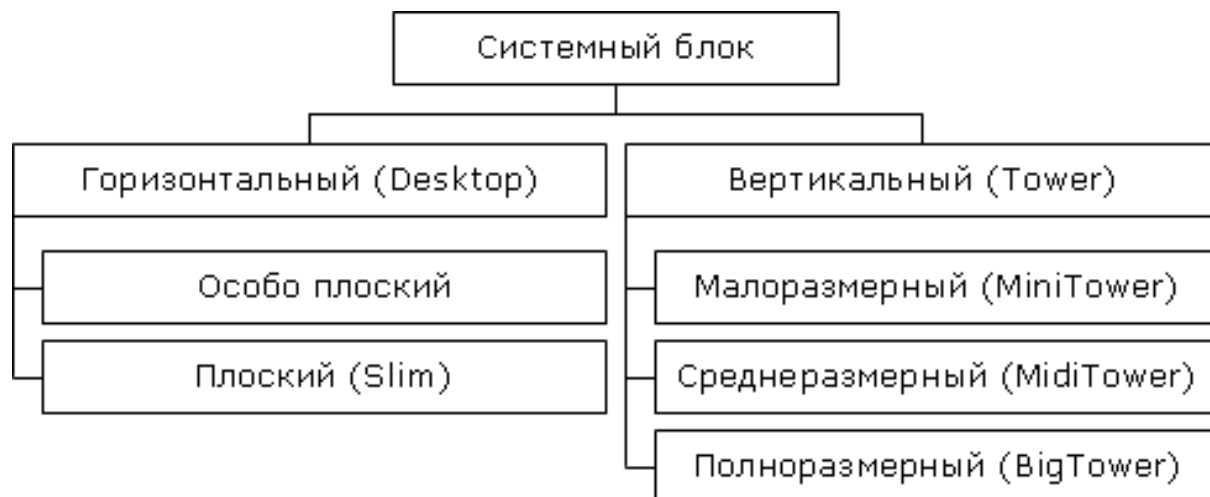 Системный блок
Горизонтальный (Desktop)
Особо плоский
Плоский (Slim)
Вертикальный (Tower)
Малоразмерный (MiniTower)
Среднеразмерный (MidiTower)
Полноразмерный (BigTower)